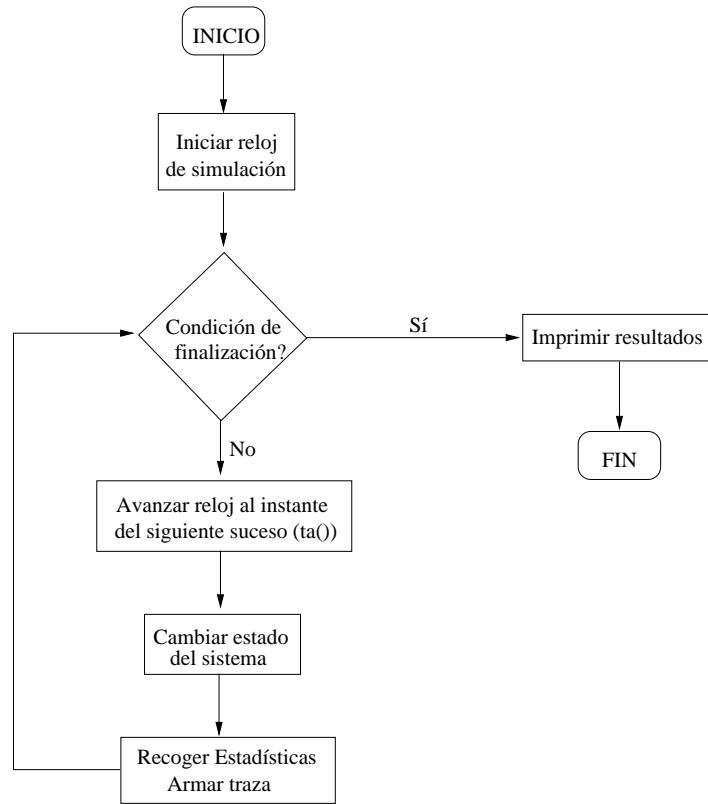 INICIO
Iniciar reloj
de simulación
Condición de
finalización?
Sí
Imprimir resultados
FIN
No
Avanzar reloj al instante
del siguiente suceso (ta())
Cambiar estado
del sistema
Recoger Estadísticas
Armar traza